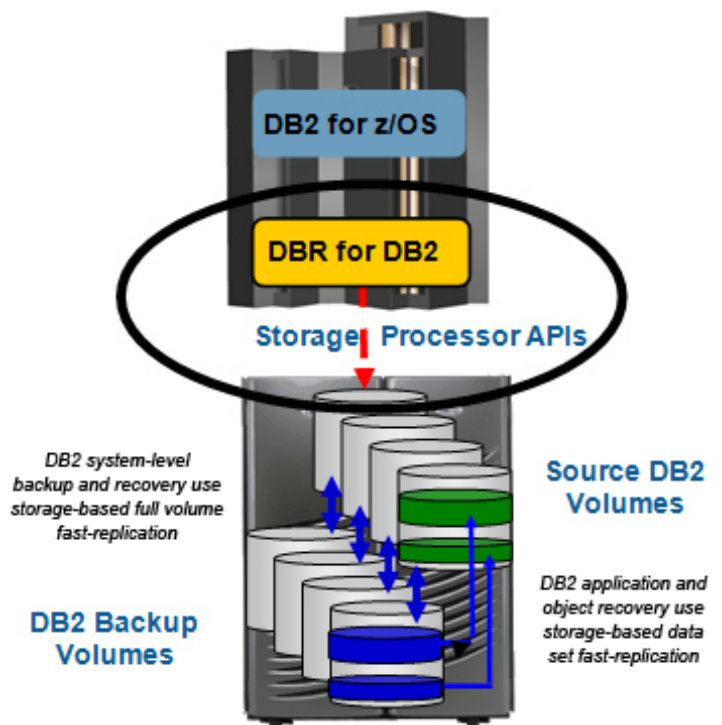 DB2 for z/OS
DBR for DB2
Storage Processor APIs
DB2 system-level
backup and recovery use
storage-based full volume
fast-replication
Source DB2
Volumes
DB2 application and
object recovery use
storage-based data
set fast-replication
DB2 Backup
Volumes